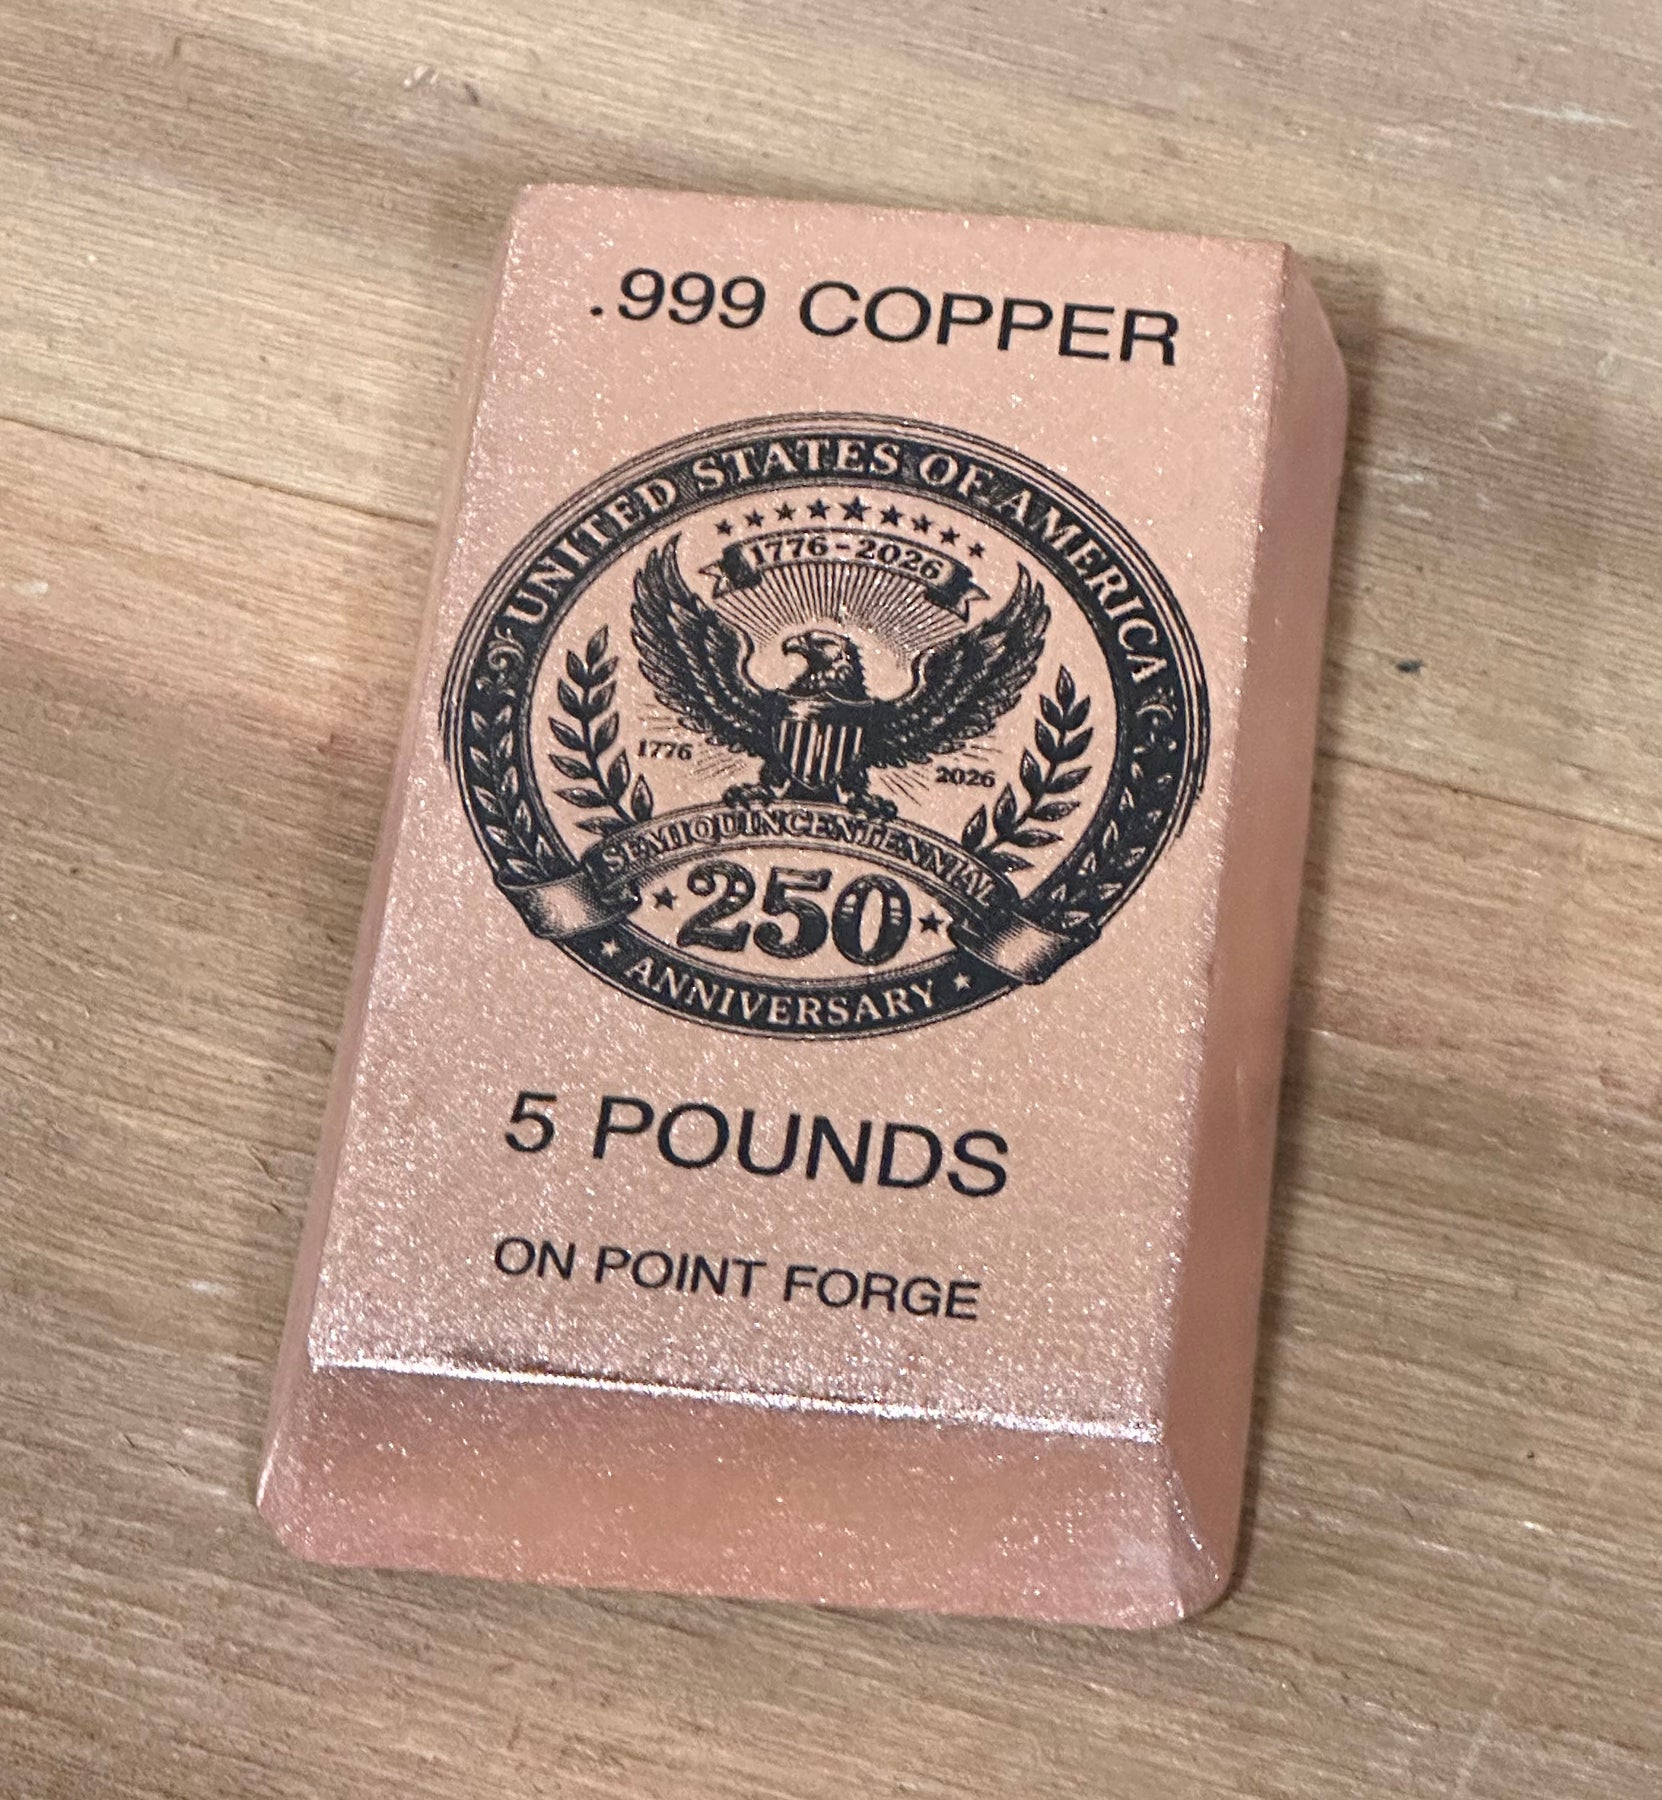 .999 COPPER
UNITED STATES OF AMERICA
1776-2026
1776
2026
SEMIQUINCENTENNIAL
250
ANNIVERSARY
5 POUNDS
ON POINT FORGE